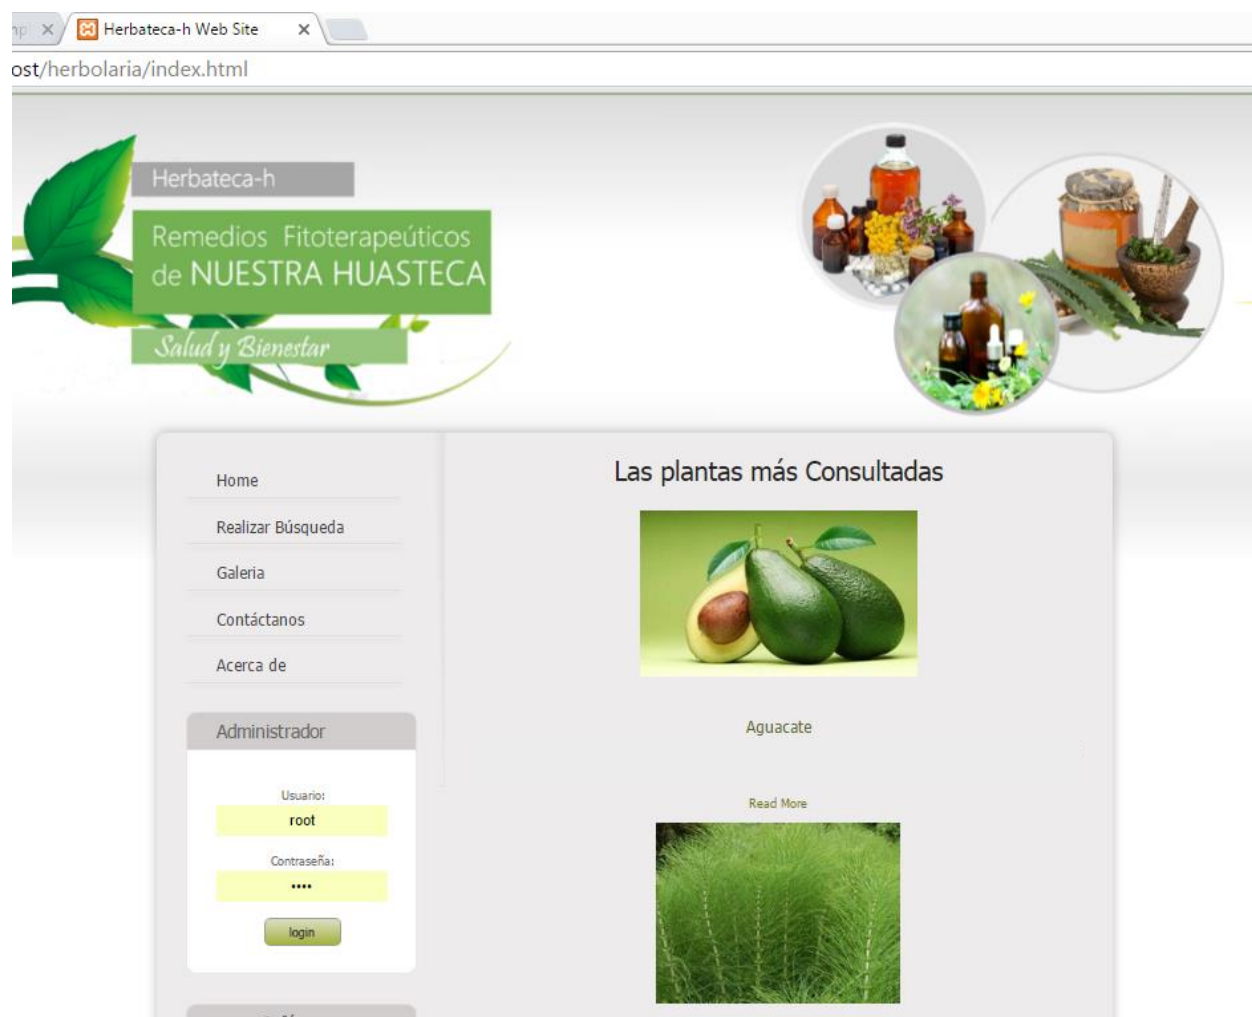 Herbateca-h Web Site
ost/herbolaria/index.html
Herbateca-h
Remedios Fitoterapeúticos
de NUESTRA HUASTECA
Salud y Bienestar
Home
Realizar Búsqueda
Galeria
Contáctanos
Acerca de
Administrador
Usuario:
root
Contraseña:
••••
login
Las plantas más Consultadas
Aguacate
Read More